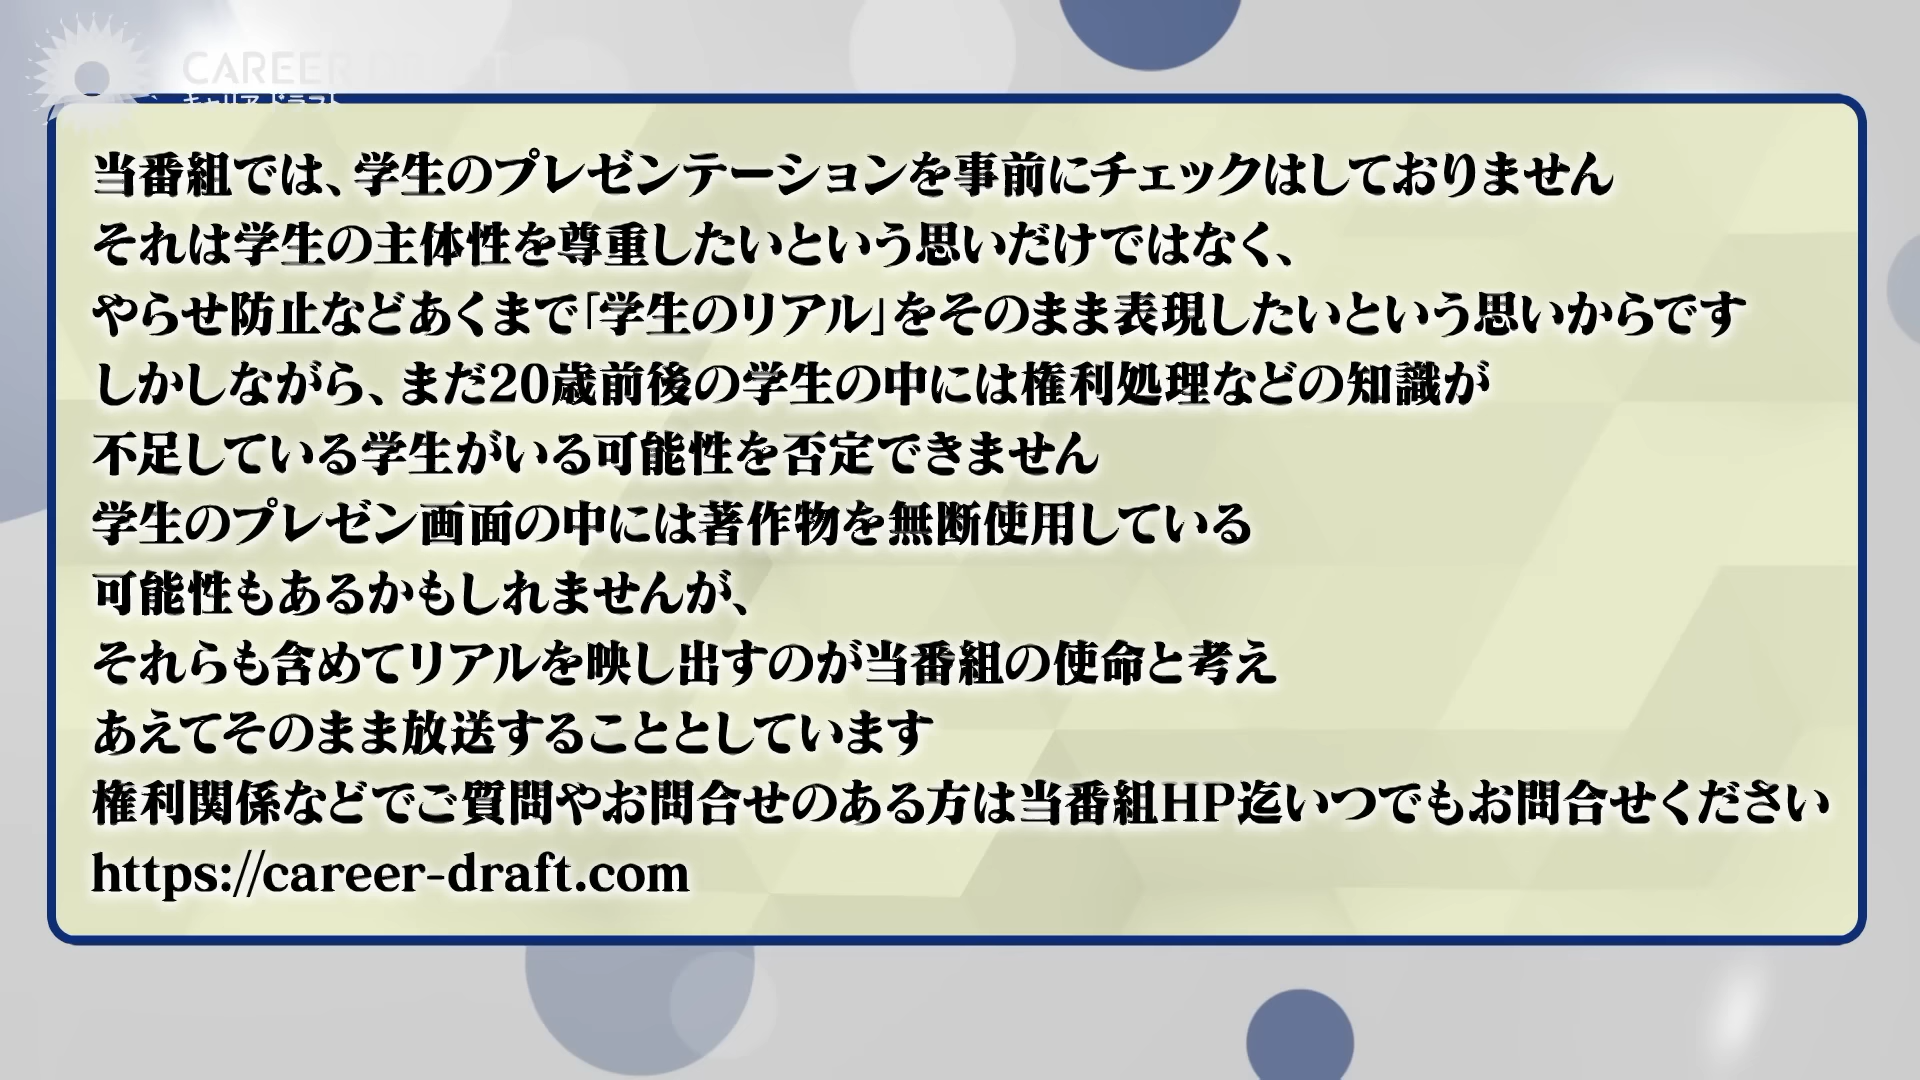 CAREER DRAFT
キャリアドラフト
当番組では、学生のプレゼンテーションを事前にチェックはしておりません
それは学生の主体性を尊重したいという思いだけではなく、
やらせ防止などあくまで「学生のリアル」をそのまま表現したいという思いからです
しかしながら、まだ20歳前後の学生の中には権利処理などの知識が
不足している学生がいる可能性を否定できません
学生のプレゼン画面の中には著作物を無断使用している
可能性もあるかもしれませんが、
それらも含めてリアルを映し出すのが当番組の使命と考え
あえてそのまま放送することとしています
権利関係などでご質問やお問合せのある方は当番組HP迄いつでもお問合せください
https://career-draft.com